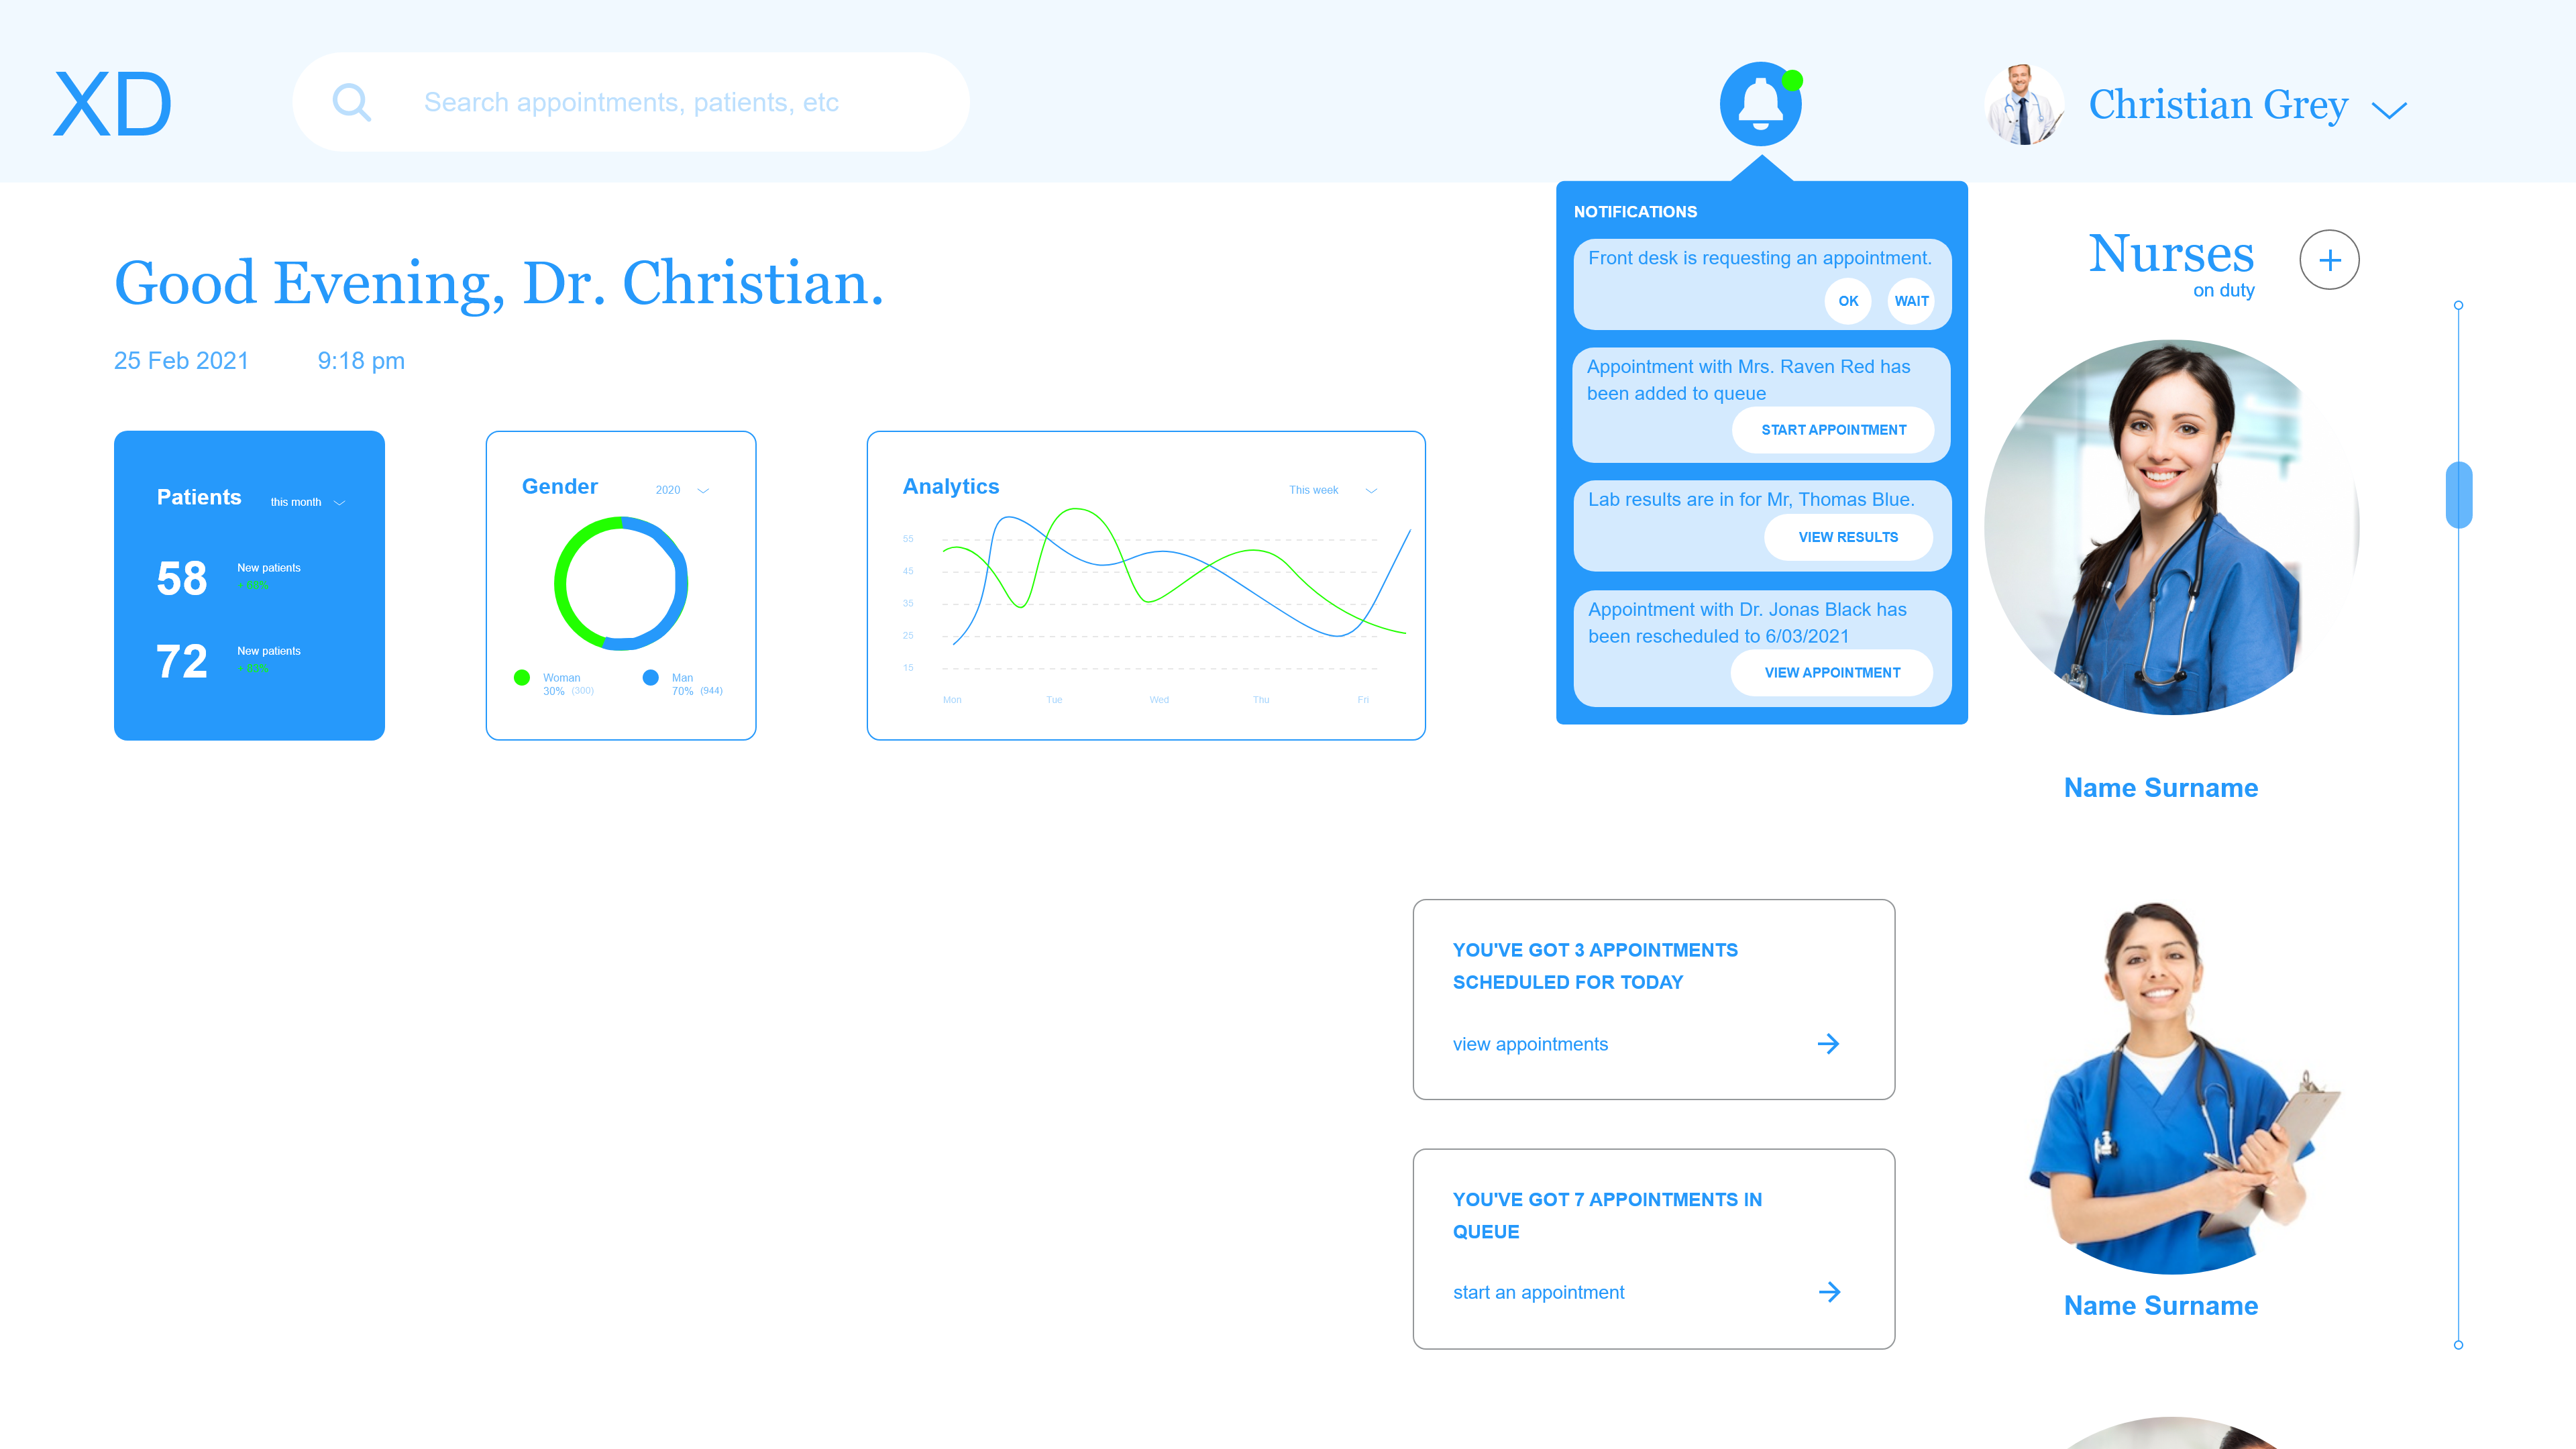 XD
Search appointments, patients, etc
Christian Grey
Good Evening, Dr. Christian.
25 Feb 2021
9:18 pm
Patients
this month
58
New patients
+ 68%
72
New patients
+ 83%
Gender
2020
Woman
30% (300)
Man
70% (944)
Analytics
This week
55
45
35
25
15
Mon
Tue
Wed
Thu
Fri
NOTIFICATIONS
Front desk is requesting an appointment.
OK
WAIT
Appointment with Mrs. Raven Red has
been added to queue
START APPOINTMENT
Lab results are in for Mr, Thomas Blue.
VIEW RESULTS
Appointment with Dr. Jonas Black has
been rescheduled to 6/03/2021
VIEW APPOINTMENT
Nurses
on duty
Name Surname
YOU'VE GOT 3 APPOINTMENTS
SCHEDULED FOR TODAY
view appointments
YOU'VE GOT 7 APPOINTMENTS IN
QUEUE
start an appointment
Name Surname